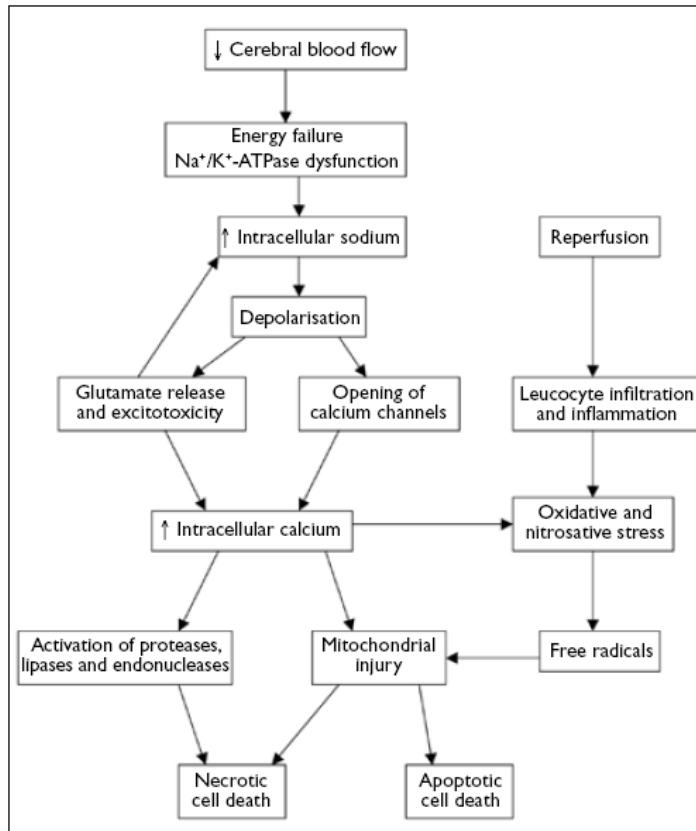 ↓ Cerebral blood flow
Energy failure
Na⁺/K⁺-ATPase dysfunction
↑ Intracellular sodium
Reperfusion
Depolarisation
Glutamate release
and excitotoxicity
Opening of
calcium channels
Leucocyte infiltration
and inflammation
↑ Intracellular calcium
Oxidative and
nitrosative stress
Activation of proteases,
lipases and endonucleases
Mitochondrial
injury
Free radicals
Necrotic
cell death
Apoptotic
cell death